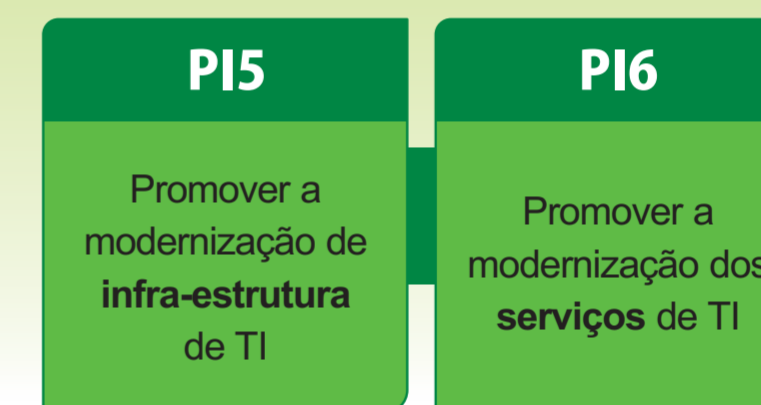 PI5
Promover a
modernização de
infra-estrutura
de TI
PI6
Promover a
modernização dos
serviços de TI